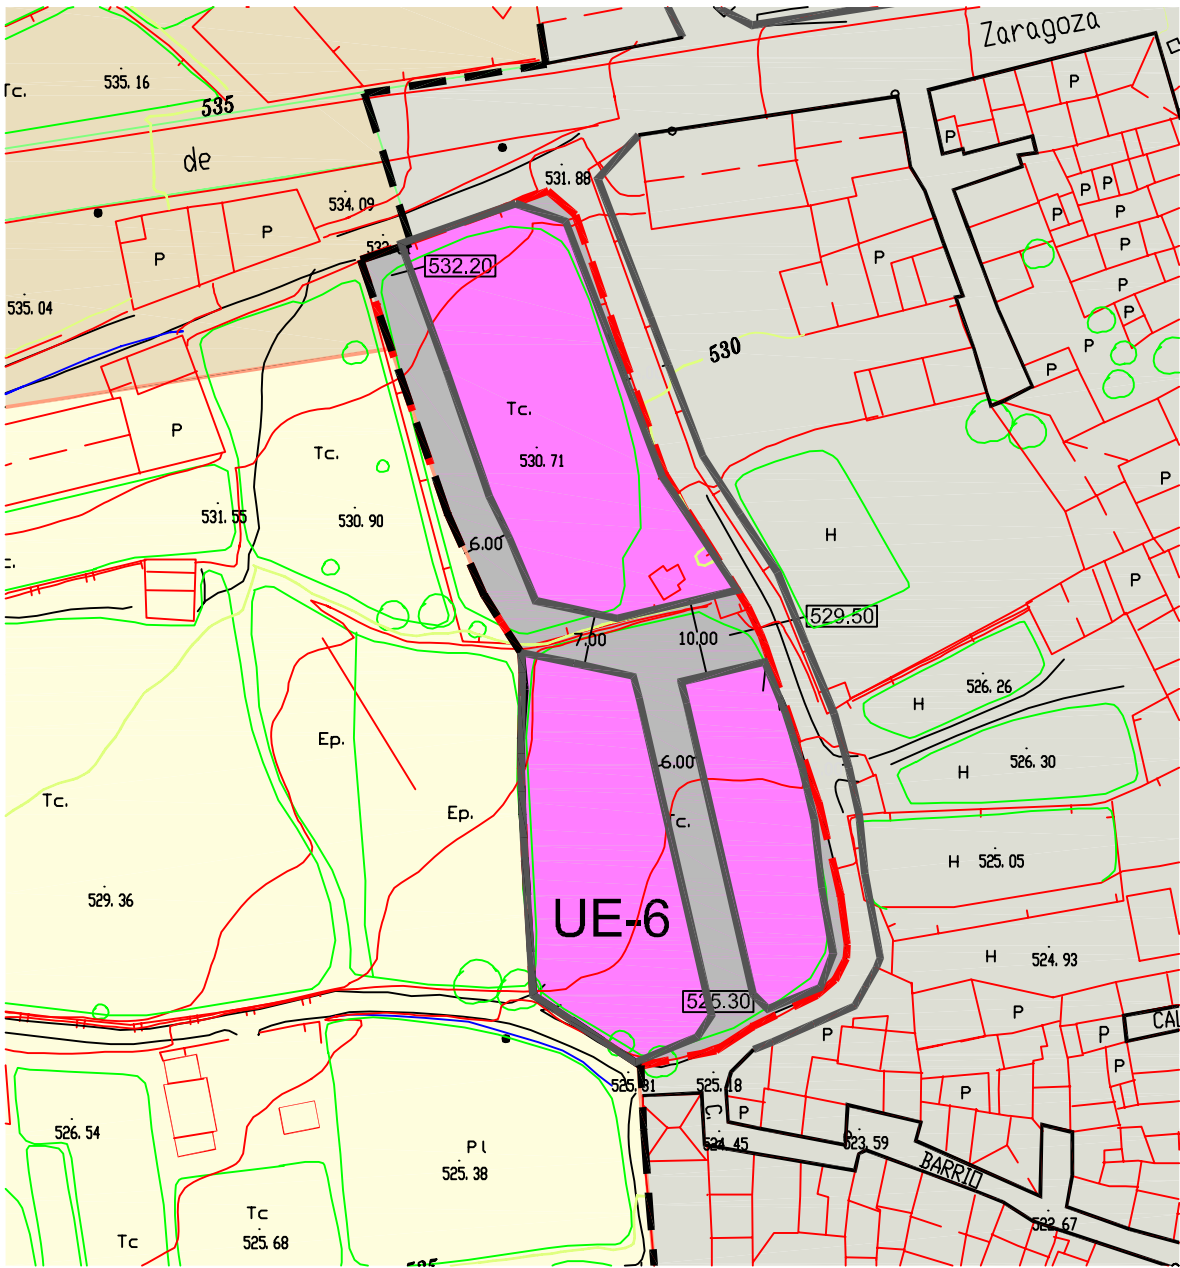 Zaragoza
535.16
Tc.
P
535
P
de
531.88
P
P
534.09
P
P
P
P
532
P
P
P
532.20
P
535.04
P
530
P
P
Tc.
P
Tc.
530.71
P
531.55
530.90
H
6.00
P
529.50
7.00
10.00
526.26
H
Ep.
6.00
526.30
H
Tc.
Ep.
c.
H
525.05
529.36
UE-6
H
524.93
525.30
P
CAL
P
P
P
525.81
525.18
P
C.
P
526.54
524.45
523.59
Pl
525.38
BARRIO
Tc
522.67
Tc
525.68